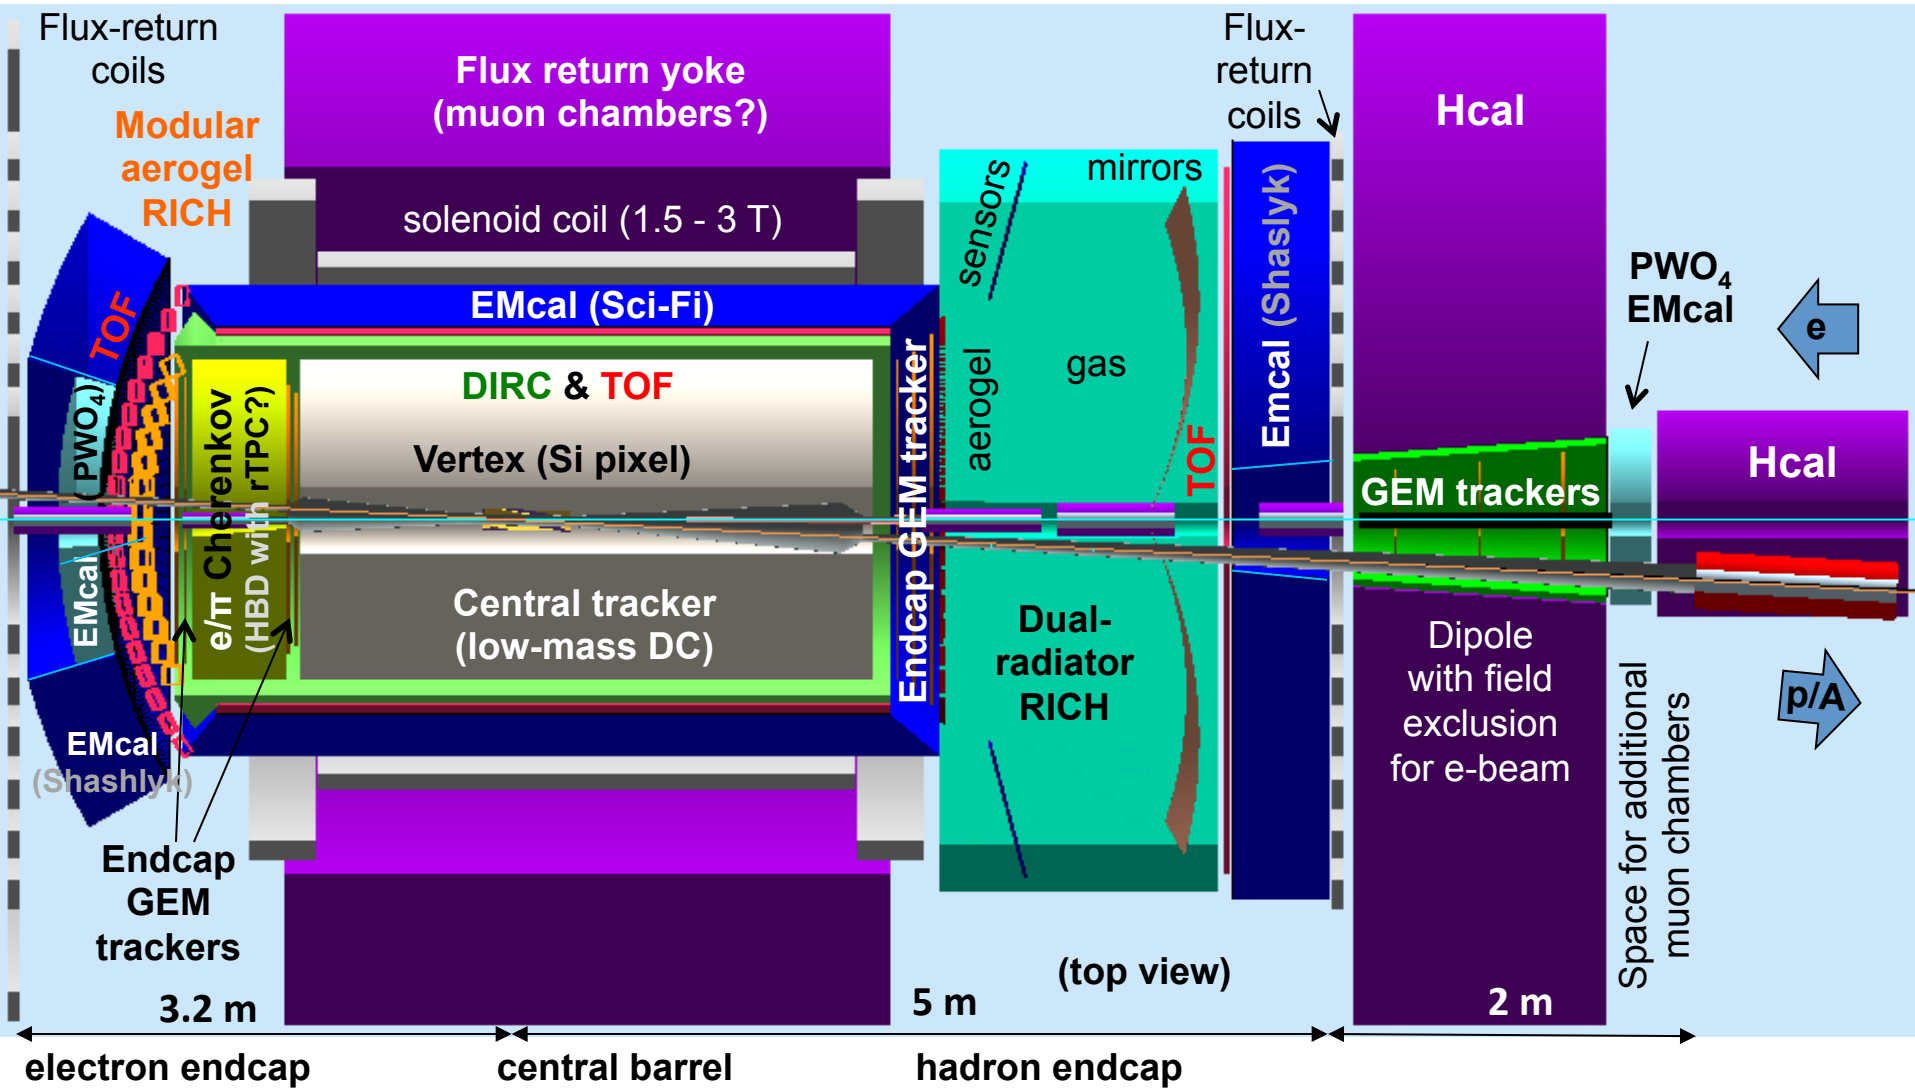 Flux-return
coils
Modular
aerogel
RICH
Flux return yoke
(muon chambers?)
solenoid coil (1.5 - 3 T)
EMcal (Sci-Fi)
DIRC & TOF
Vertex (Si pixel)
Central tracker
(low-mass DC)
TOF
(PWO₄)
EMcal
e/π Cherenkov
(HBD with rTPC?)
EMcal
(Shashlyk)
Endcap
GEM
trackers
Endcap GEM tracker
sensors
mirrors
aerogel
gas
Dual-
radiator
RICH
TOF
Emcal (Shaslyk)
Flux-
return
coils
Hcal
GEM trackers
Dipole
with field
exclusion
for e-beam
PWO₄
EMcal
e
Hcal
p/A
Space for additional
muon chambers
(top view)
3.2 m
5 m
2 m
electron endcap
central barrel
hadron endcap